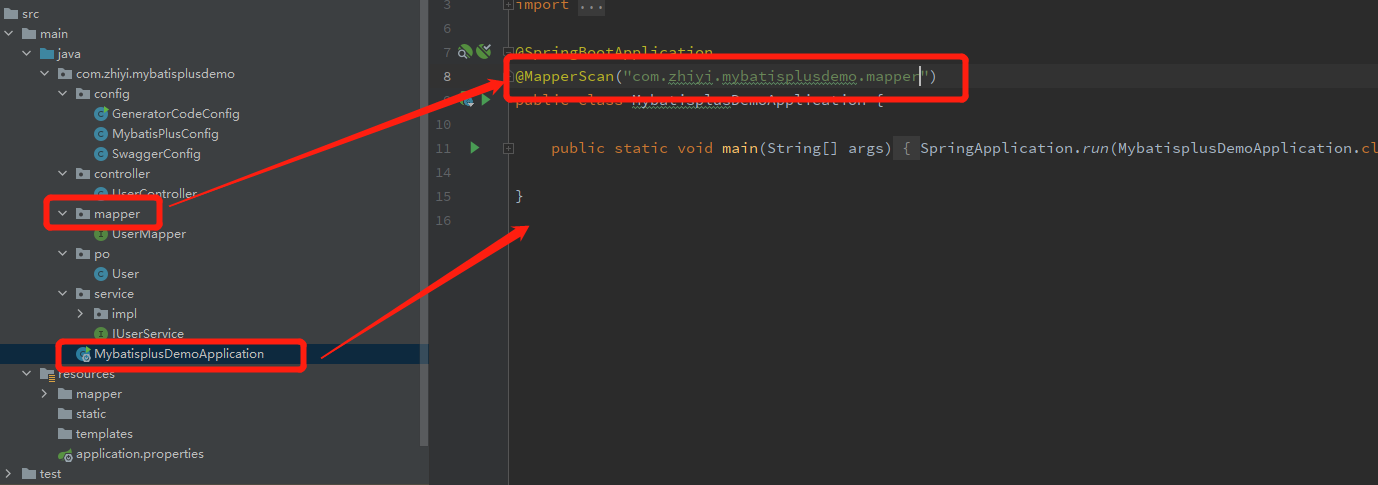 src
main
java
com.zhiyi.mybatisplusdemo
config
GeneratorCodeConfig
MybatisPlusConfig
SwaggerConfig
controller
UserController
mapper
UserMapper
po
User
service
impl
IUserService
MybatisplusDemoApplication
resources
mapper
static
templates
application.properties
test
3 import ...
6
7 @SpringBootApplication
8 @MapperScan("com.zhiyi.mybatisplusdemo.mapper")
9 public class MybatisplusDemoApplication {
10
11 public static void main(String[] args) { SpringApplication.run(MybatisplusDemoApplication.cl
14
15 }
16